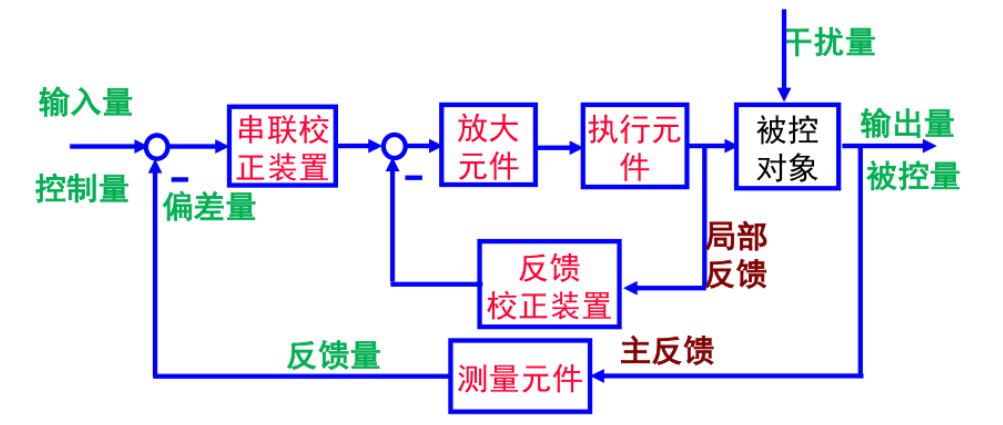 干扰量
输入量
控制量
偏差量
串联校
正装置
放大
元件
执行元
件
被控
对象
输出量
被控量
局部
反馈
反馈
校正装置
反馈量
主反馈
测量元件